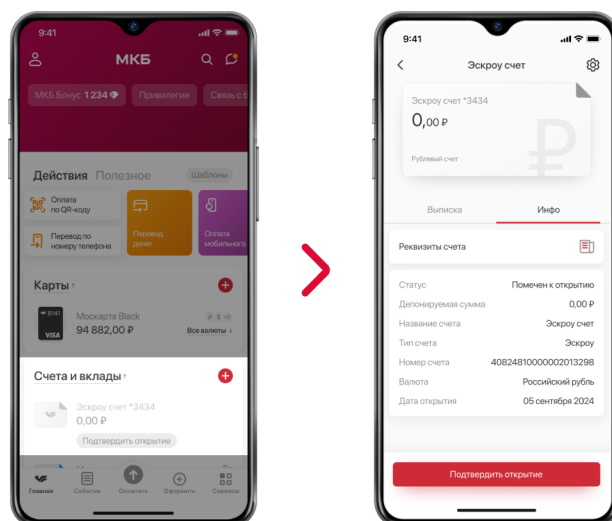 9:41
МКБ
МКБ Бонус 1 234
Привилегии
Связь с б
Действия Полезное
Шаблоны
Оплата
по QR-коду
Перевод по
номеру телефона
Перевод
денег
Оплата
мобильного
Карты
6141
VISA
Москарта Black
94 882,00 ₽
Все валюты
Счета и вклады
Эскроу счет *3434
0,00 ₽
Подтвердить открытие
Главная
События
Оплатить
Оформить
Сервисы
9:41
Эскроу счет
Эскроу счет *3434
0,00 ₽
Рублевый счет
₽
Выписка
Инфо
Реквизиты счета
Статус Помечен к открытию
Депонируемая сумма 0,00 ₽
Название счета Эскроу счет
Тип счета Эскроу
Номер счета 40824810000002013298
Валюта Российский рубль
Дата открытия 05 сентября 2024
Подтвердить открытие